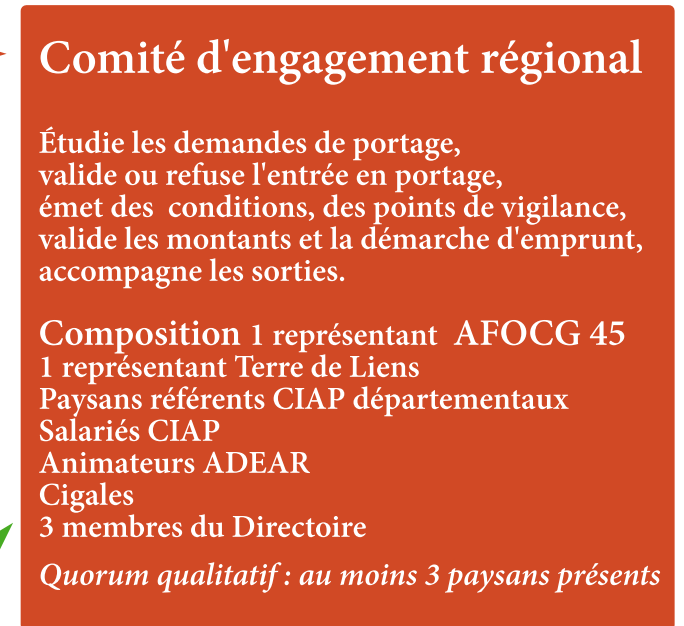 Comité d'engagement régional
Étudie les demandes de portage,
valide ou refuse l'entrée en portage,
émet des  conditions, des points de vigilance,
valide les montants et la démarche d'emprunt,
accompagne les sorties.
Composition 1 représentant  AFOCG 45
1 représentant Terre de Liens
Paysans référents CIAP départementaux
Salariés CIAP
Animateurs ADEAR
Cigales
3 membres du Directoire
Quorum qualitatif : au moins 3 paysans présents